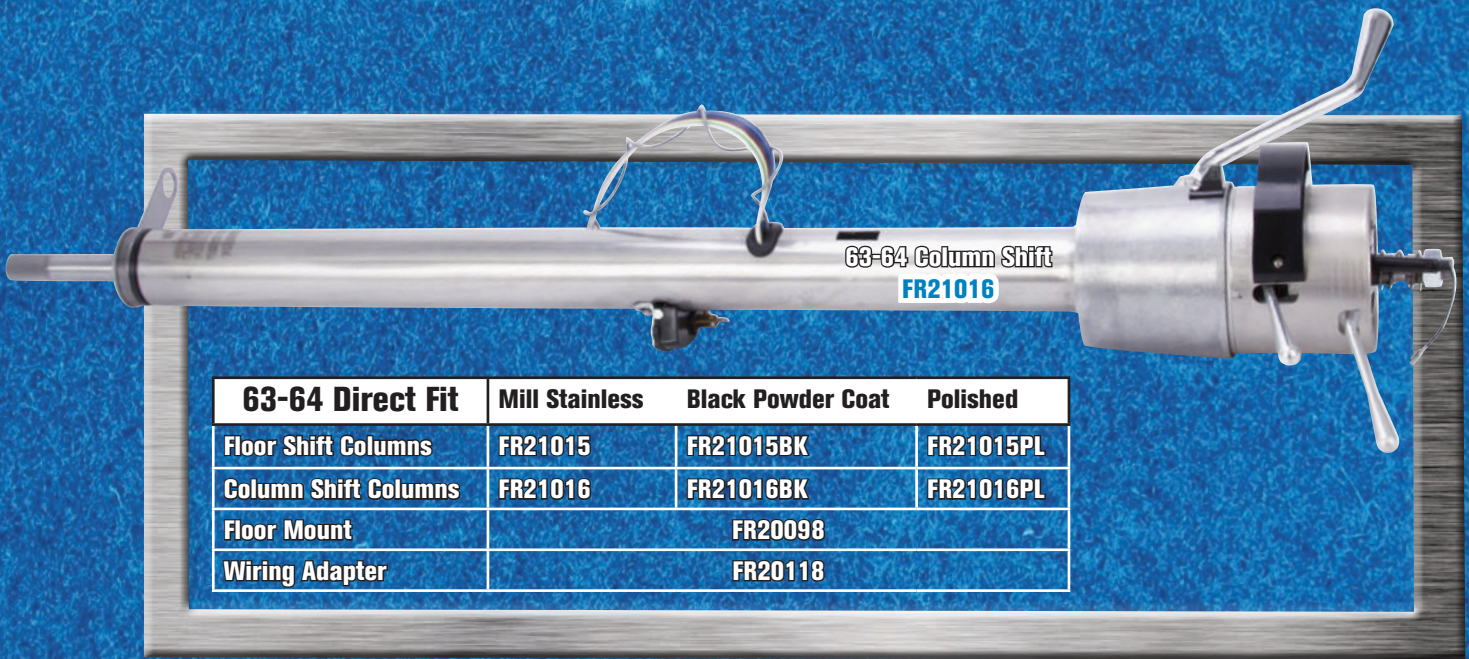 63-64 Column Shift
FR21016
63-64 Direct Fit Mill Stainless Black Powder Coat Polished
Floor Shift Columns FR21015 FR21015BK FR21015PL
Column Shift Columns FR21016 FR21016BK FR21016PL
Floor Mount FR20098
Wiring Adapter FR20118